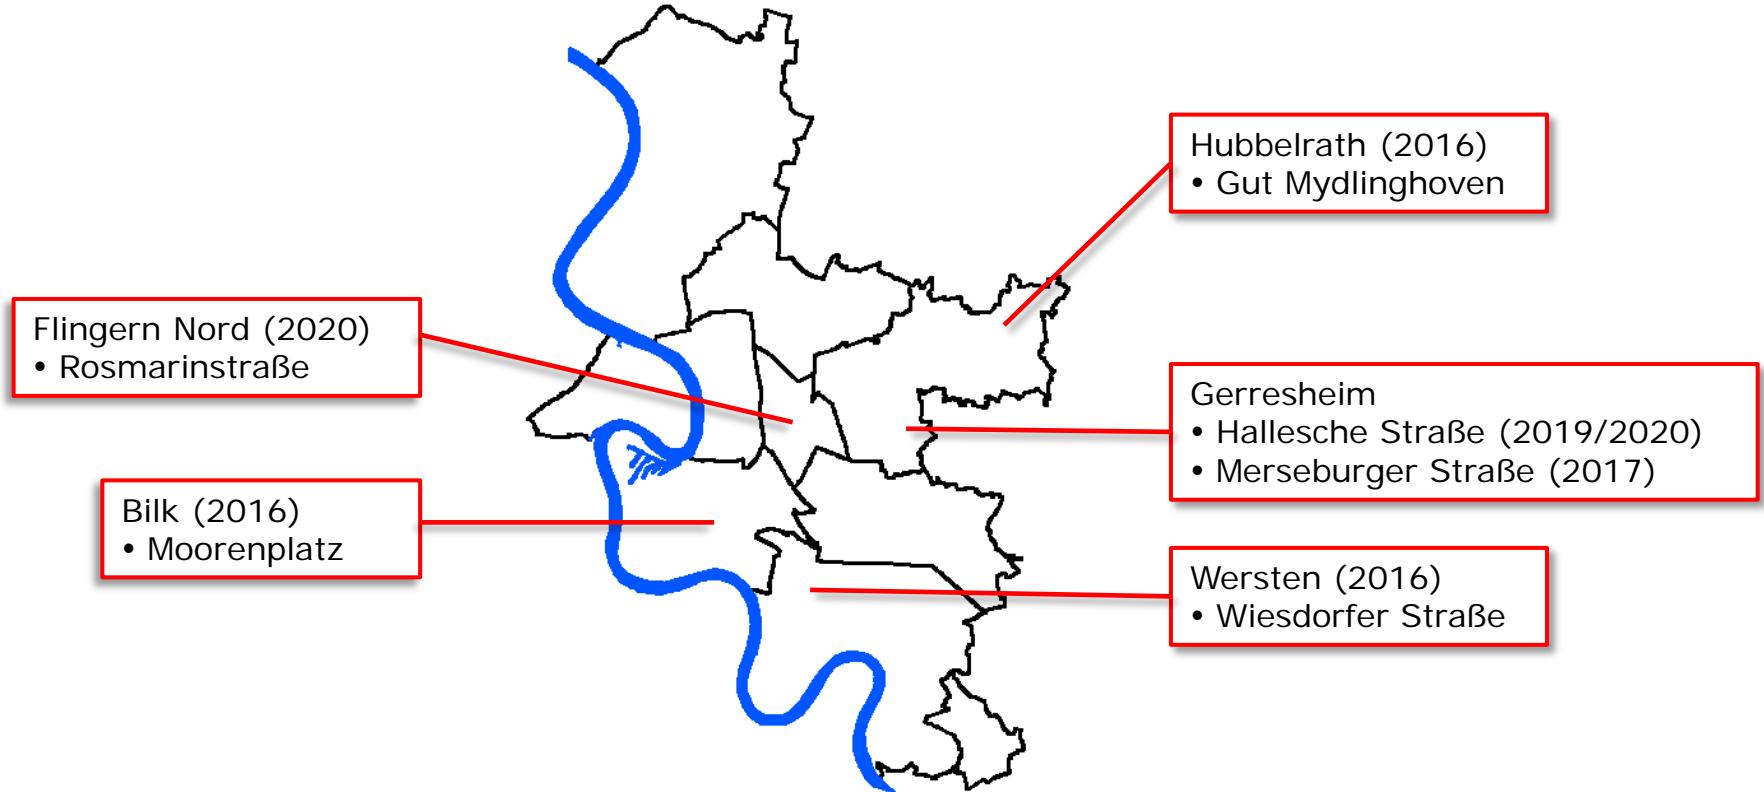 Hubbelrath (2016)
• Gut Mydlinghoven
Flingern Nord (2020)
• Rosmarinstraße
Gerresheim
• Hallesche Straße (2019/2020)
• Merseburger Straße (2017)
Bilk (2016)
• Moorenplatz
Wersten (2016)
• Wiesdorfer Straße